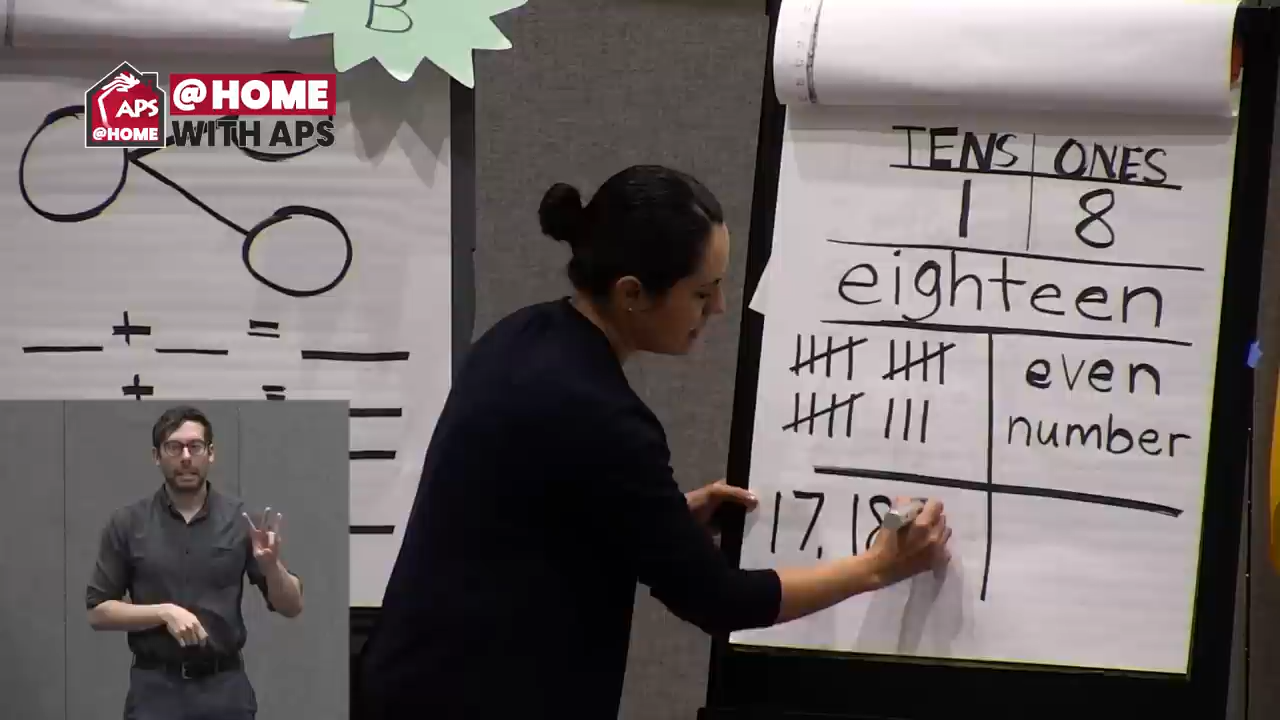 B
APS
@HOME
@HOME
WITH APS
+ =
+ =
TENS ONES
1 8
eighteen
even
number
17, 18